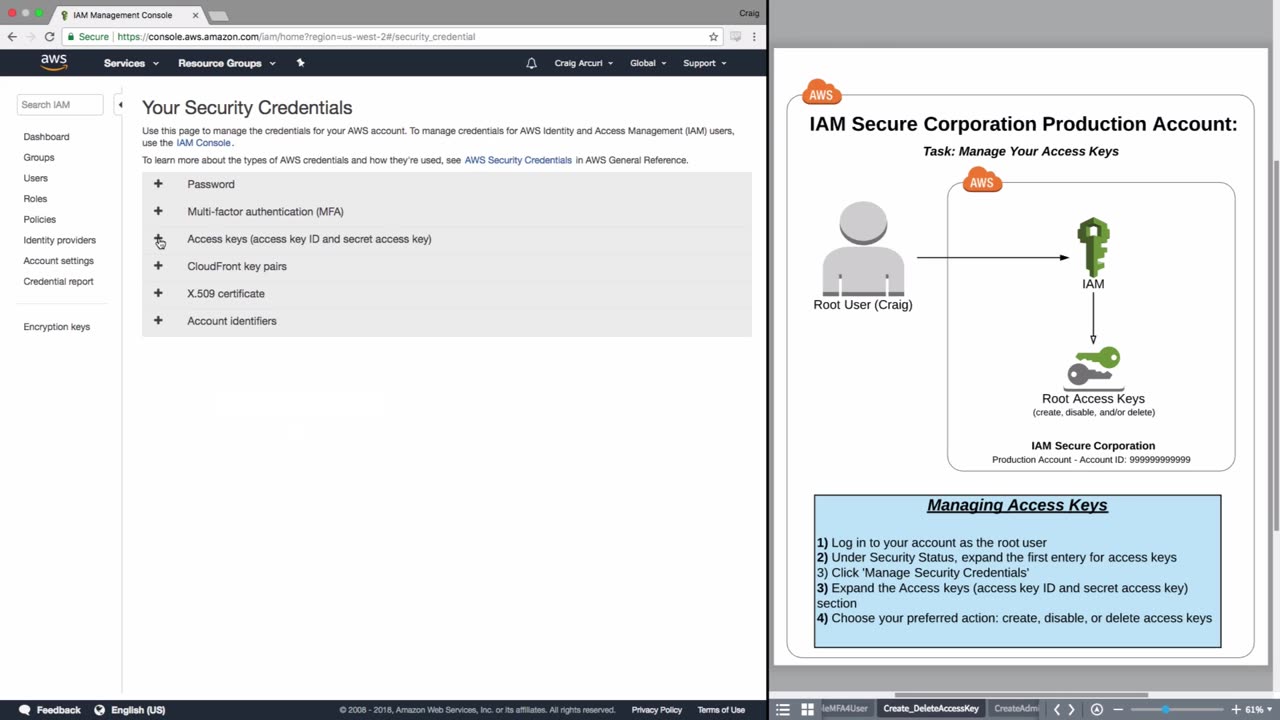 IAM Management Console
Craig
Secure
https://console.aws.amazon.com/iam/home?region=us-west-2#/security_credential
aws
Services
Resource Groups
Craig Arcurl
Global
Support
Search IAM
Dashboard
Groups
Users
Roles
Policies
Identity providers
Account settings
Credential report
Encryption keys
Your Security Credentials
Use this page to manage the credentials for your AWS account. To manage credentials for AWS Identity and Access Management (IAM) users,
use the IAM Console.
To learn more about the types of AWS credentials and how they're used, see AWS Security Credentials in AWS General Reference.
Password
Multi-factor authentication (MFA)
Access keys (access key ID and secret access key)
CloudFront key pairs
X.509 certificate
Account identifiers
Feedback
English (US)
© 2008 - 2018, Amazon Web Services, Inc. or its affiliates. All rights reserved.
Privacy Policy
Terms of Use
AWS
IAM Secure Corporation Production Account:
Task: Manage Your Access Keys
AWS
Root User (Craig)
IAM
Root Access Keys
(create, disable, and/or delete)
IAM Secure Corporation
Production Account - Account ID: 999999999999
Managing Access Keys
1) Log in to your account as the root user
2) Under Security Status, expand the first entery for access keys
3) Click 'Manage Security Credentials'
3) Expand the Access keys (access key ID and secret access key)
section
4) Choose your preferred action: create, disable, or delete access keys
leMFA4User
Create_DeleteAccessKey
CreateAdmi
61%